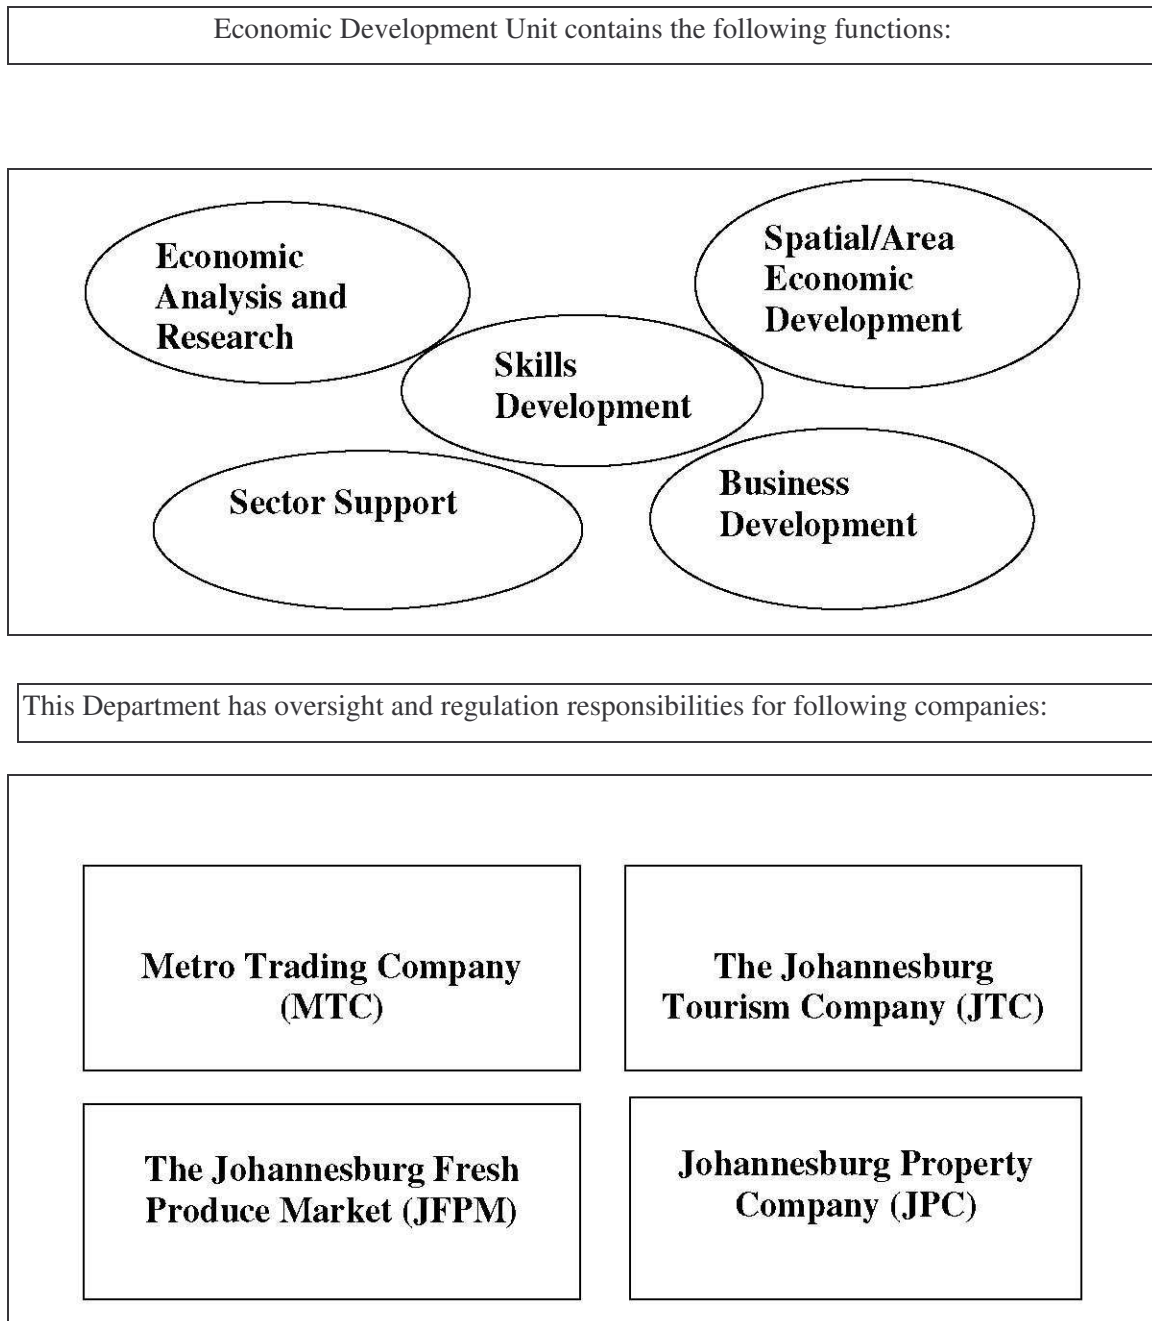 Economic Development Unit contains the following functions:
Economic
Analysis and
Research
Spatial/Area
Economic
Development
Skills
Development
Sector Support
Business
Development
This Department has oversight and regulation responsibilities for following companies:
Metro Trading Company
(MTC)
The Johannesburg
Tourism Company (JTC)
The Johannesburg Fresh
Produce Market (JFPM)
Johannesburg Property
Company (JPC)